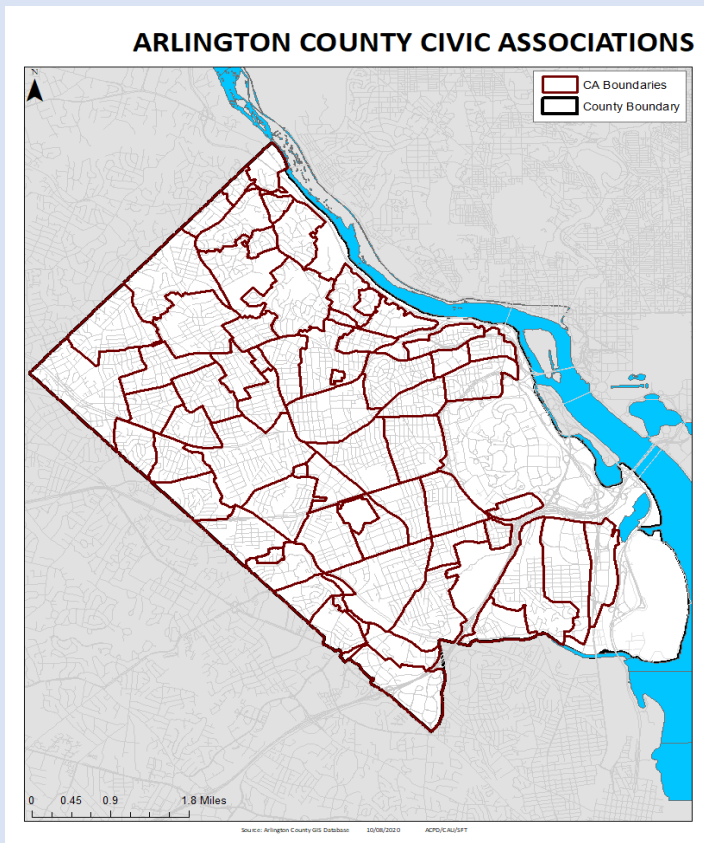 ARLINGTON COUNTY CIVIC ASSOCIATIONS
N
CA Boundaries
County Boundary
0 0.45 0.9 1.8 Miles
Source: Arlington County GIS Database 10/08/2020 ACPD/CAU/SFT